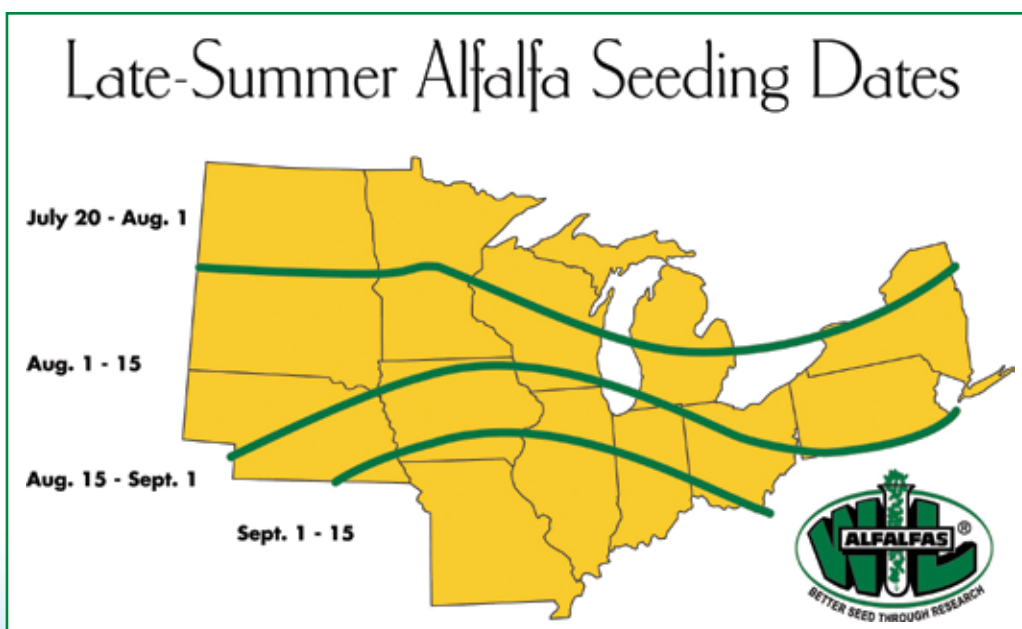 Late-Summer Alfalfa Seeding Dates
July 20 - Aug. 1
Aug. 1 - 15
Aug. 15 - Sept. 1
Sept. 1 - 15
WL
ALFALFAS
®
BETTER SEED THROUGH RESEARCH